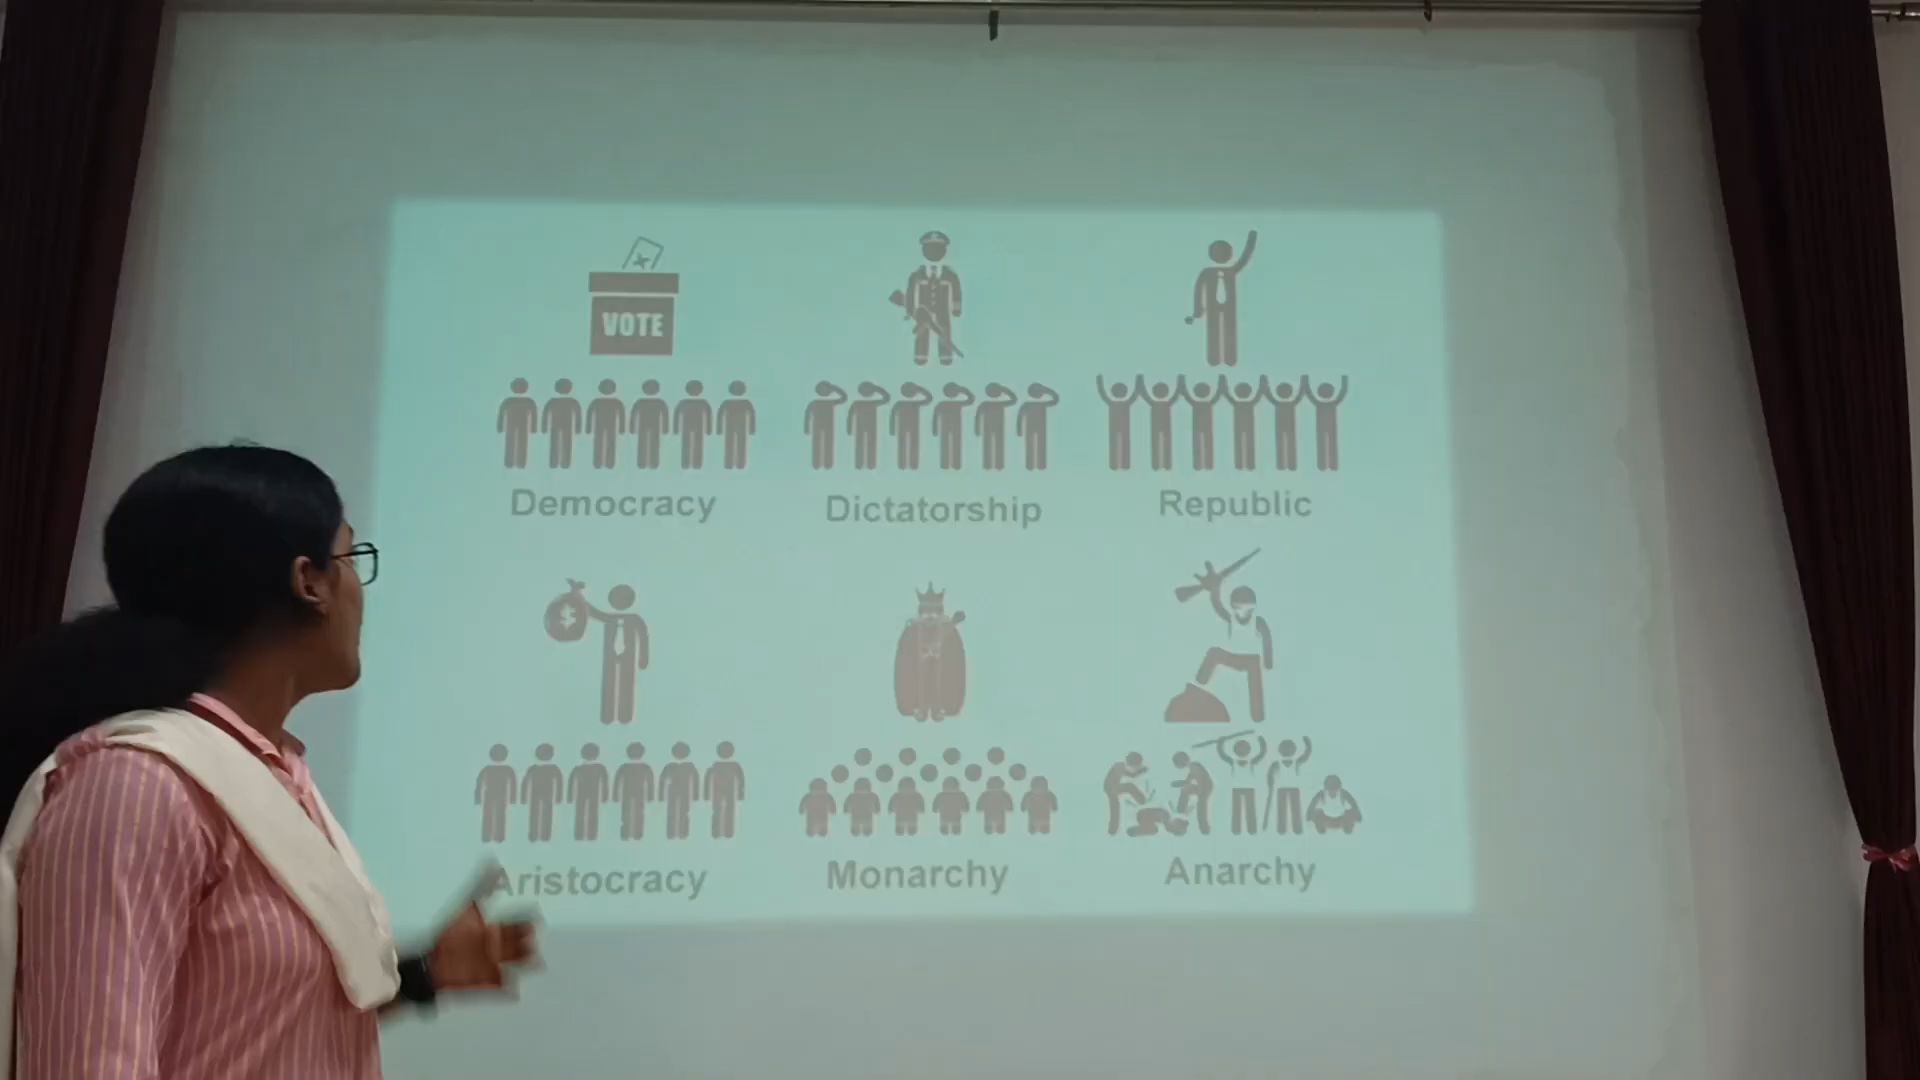 VOTE
Democracy
Dictatorship
Republic
$
Aristocracy
Monarchy
Anarchy